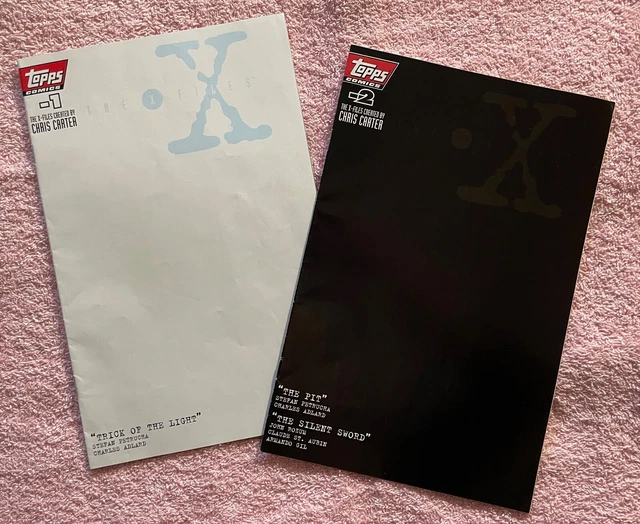 TOPPS
COMICS
-1
THE X-FILES CREATED BY
CHRIS CARTER
THE X FILES
X
"TRICK OF THE LIGHT"
STEFAN PETRUCHA
CHARLES ADLARD
TOPPS
COMICS
-2
THE X-FILES CREATED BY
CHRIS CARTER
X
"THE PIT"
STEFAN PETRUCHA
CHARLES ADLARD
"THE SILENT SWORD"
JOHN ROZUM
CLAUDE ST. AUBIN
ARMANDO GIL